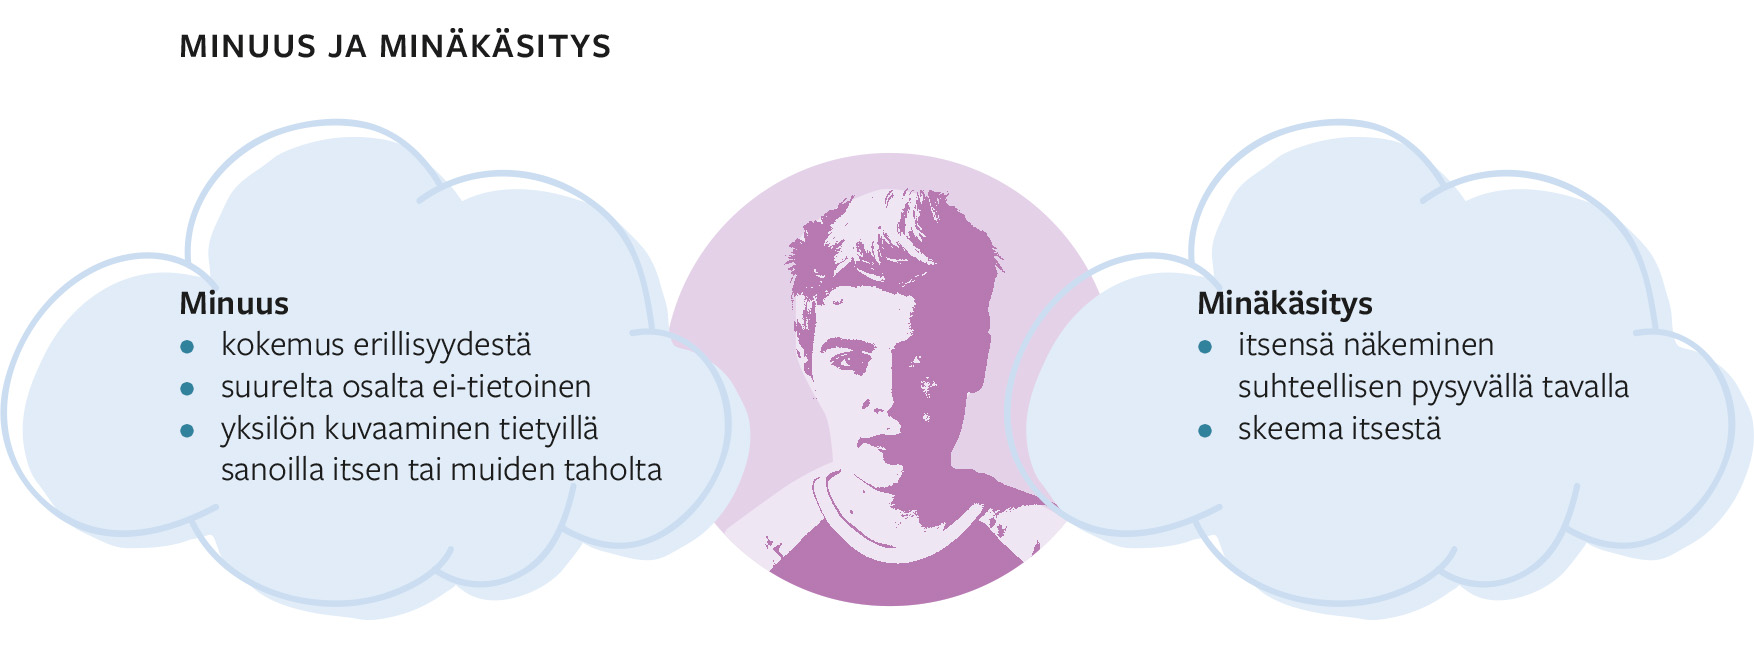 MINUUS JA MINÄKÄSITYS
Minuus
• kokemus erillisyydestä
• suurelta osalta ei-tietoinen
• yksilön kuvaaminen tietyillä
sanoilla itsen tai muiden taholta
Minäkäsitys
• itsensä näkeminen
suhteellisen pysyvällä tavalla
• skeema itsestä